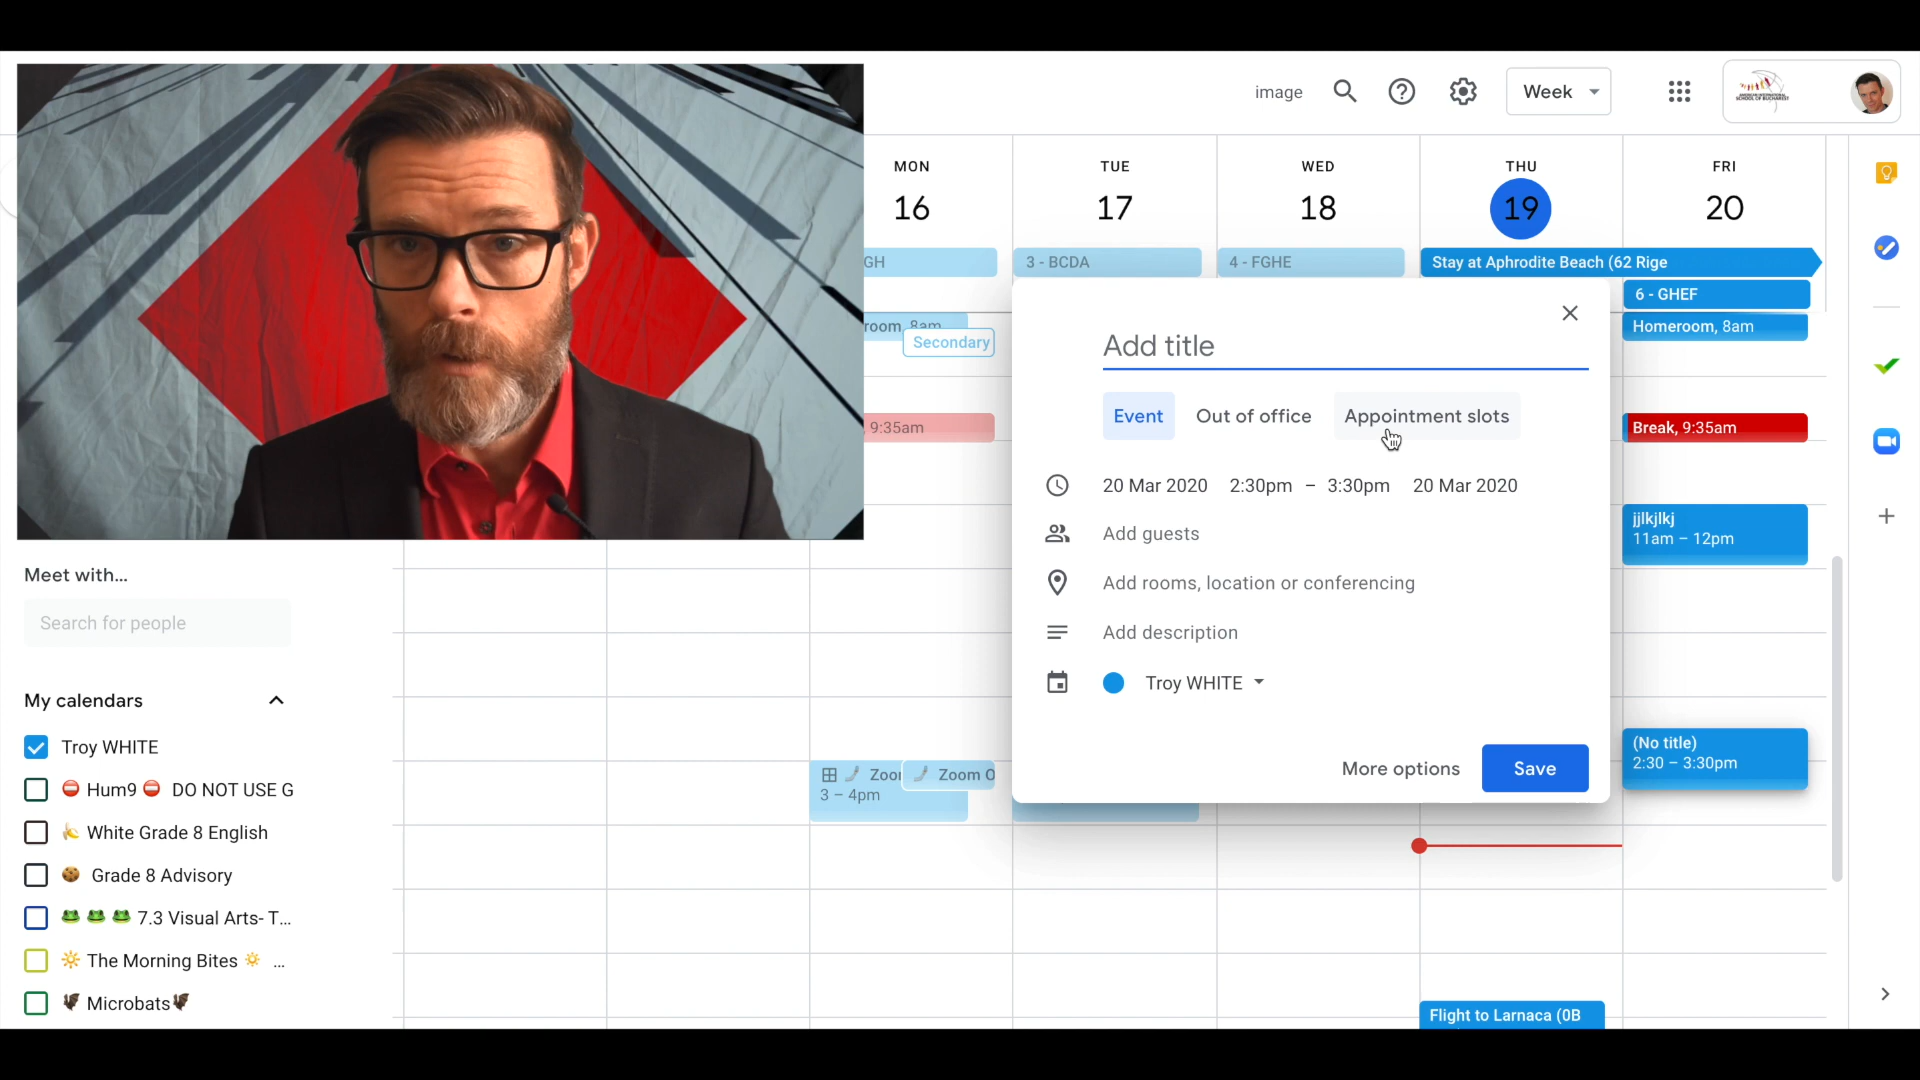 image
Week
MON
16
TUE
17
WED
18
THU
19
FRI
20
GH
3 - BCDA
4 - FGHE
Stay at Aphrodite Beach (62 Rige
6 - GHEF
room, 8am
Secondary
Homeroom, 8am
9:35am
Break, 9:35am
jjlkjlkj
11am – 12pm
(No title)
2:30 – 3:30pm
Add title
Event
Out of office
Appointment slots
20 Mar 2020 2:30pm – 3:30pm 20 Mar 2020
Add guests
Add rooms, location or conferencing
Add description
Troy WHITE
More options
Save
Zoom O
3 – 4pm
Flight to Larnaca (0B
Meet with...
Search for people
My calendars
Troy WHITE
Hum9 DO NOT USE G
White Grade 8 English
Grade 8 Advisory
7.3 Visual Arts- T...
The Morning Bites ...
Microbats